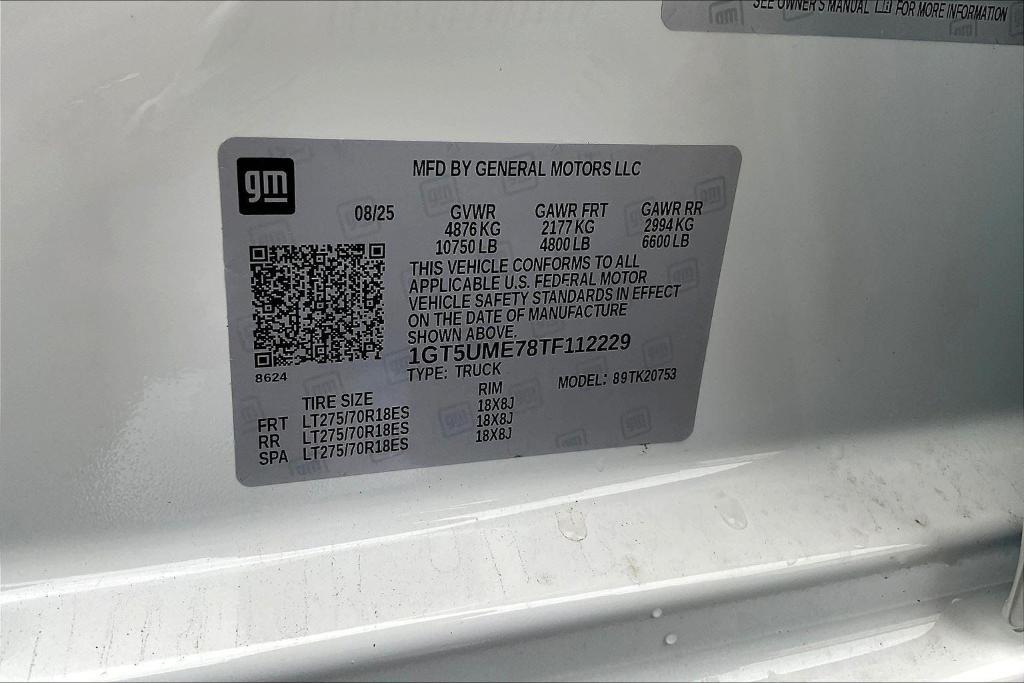 SEE OWNER'S MANUAL FOR MORE INFORMATION
gm
MFD BY GENERAL MOTORS LLC
08/25 GVWR GAWR FRT GAWR RR
4876 KG 2177 KG 2994 KG
10750 LB 4800 LB 6600 LB
THIS VEHICLE CONFORMS TO ALL
APPLICABLE U.S. FEDERAL MOTOR
VEHICLE SAFETY STANDARDS IN EFFECT
ON THE DATE OF MANUFACTURE
SHOWN ABOVE.
1GT5UME78TF112229
8624
TYPE: TRUCK MODEL: 89TK20753
TIRE SIZE RIM
FRT LT275/70R18ES 18X8J
RR LT275/70R18ES 18X8J
SPA LT275/70R18ES 18X8J